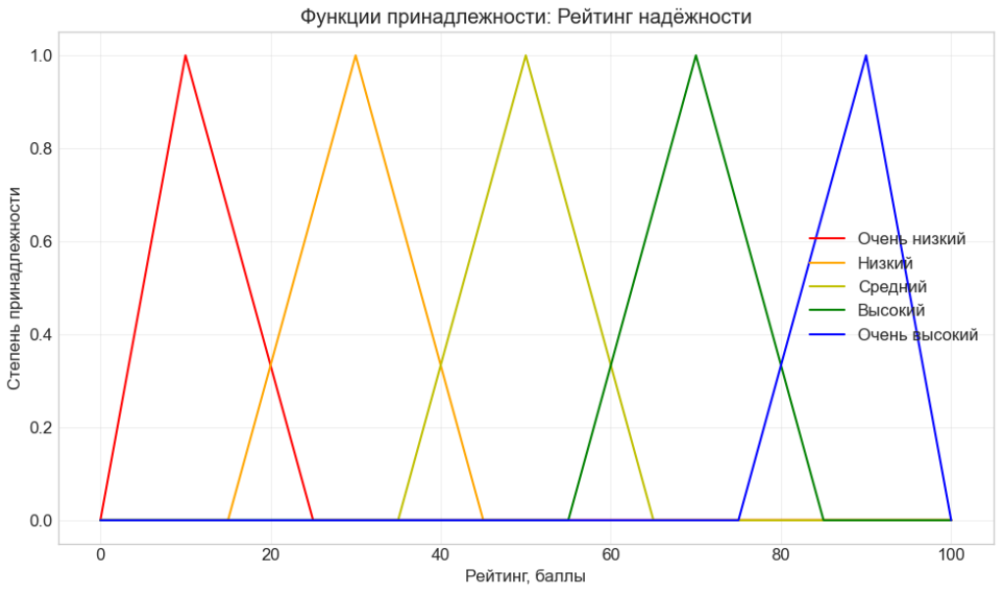 Функции принадлежности: Рейтинг надёжности
Степень принадлежности
1.0
0.8
0.6
0.4
0.2
0.0
Очень низкий
Низкий
Средний
Высокий
Очень высокий
0 20 40 60 80 100
Рейтинг, баллы